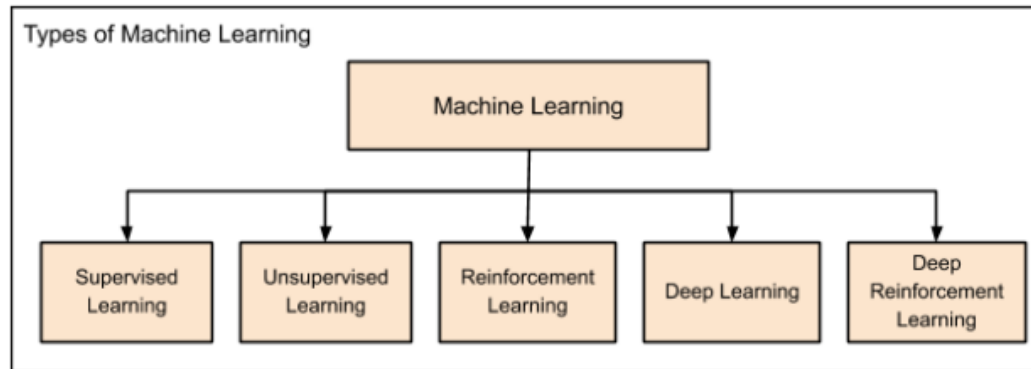 Types of Machine Learning
Machine Learning
Supervised
Learning
Unsupervised
Learning
Reinforcement
Learning
Deep Learning
Deep
Reinforcement
Learning